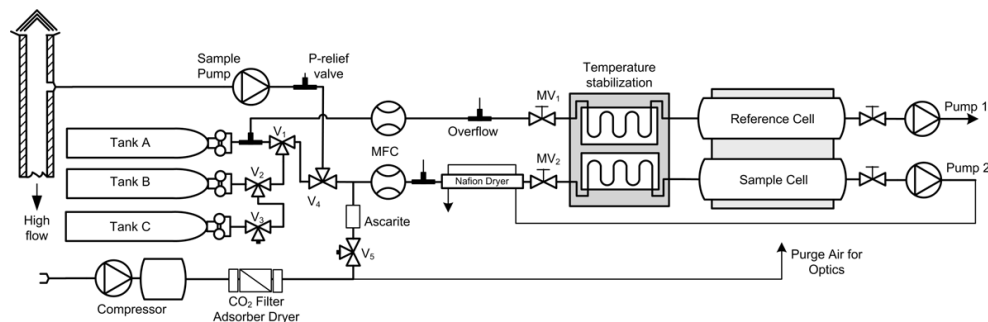 Sample
Pump
P-relief
valve
Temperature
stabilization
MV1
Pump 1
Overflow
Reference Cell
Tank A
V1
MFC
MV2
Pump 2
Tank B
V2
V4
Nafion Dryer
Sample Cell
Tank C
V3
High
flow
Ascarite
V5
Purge Air for
Optics
Compressor
CO2 Filter
Adsorber Dryer